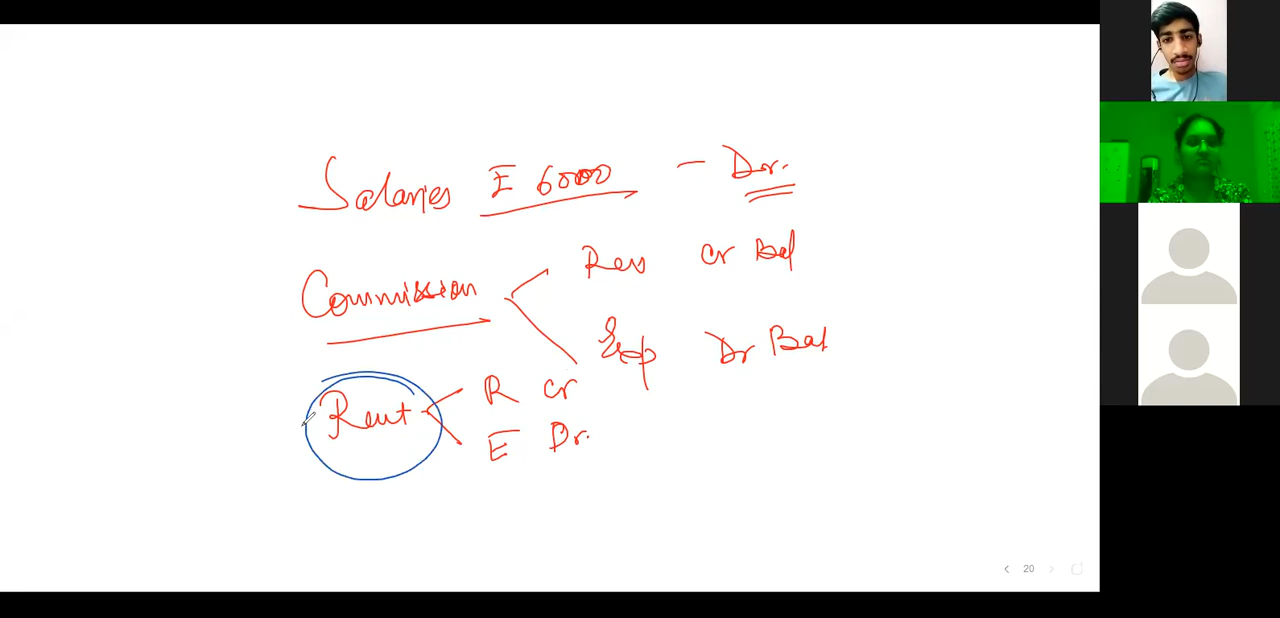 Salaries E 6000 - Dr.
Rev Cr Bal
Commission
Exp Dr Bal
R Cr
Rent
E Dr.
20